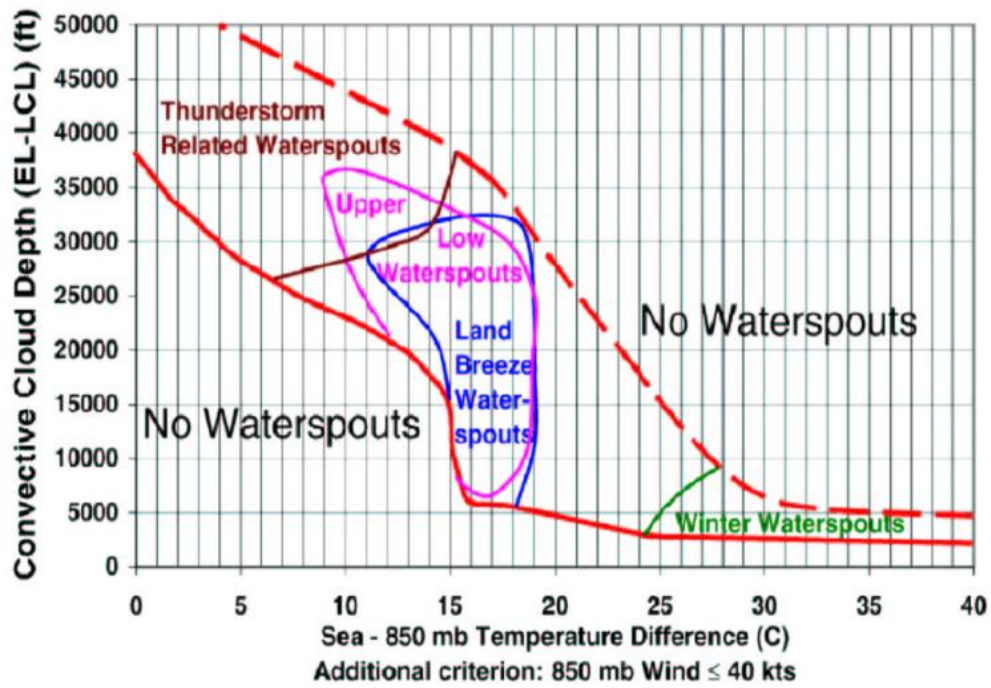 Convective Cloud Depth (EL-LCL) (ft)
50000
45000
40000
35000
30000
25000
20000
15000
10000
5000
0
Thunderstorm
Related Waterspouts
Upper
Low
Waterspouts
Land
Breeze
Water-
spouts
No Waterspouts
No Waterspouts
Winter Waterspouts
0 5 10 15 20 25 30 35 40
Sea - 850 mb Temperature Difference (C)
Additional criterion: 850 mb Wind ≤ 40 kts